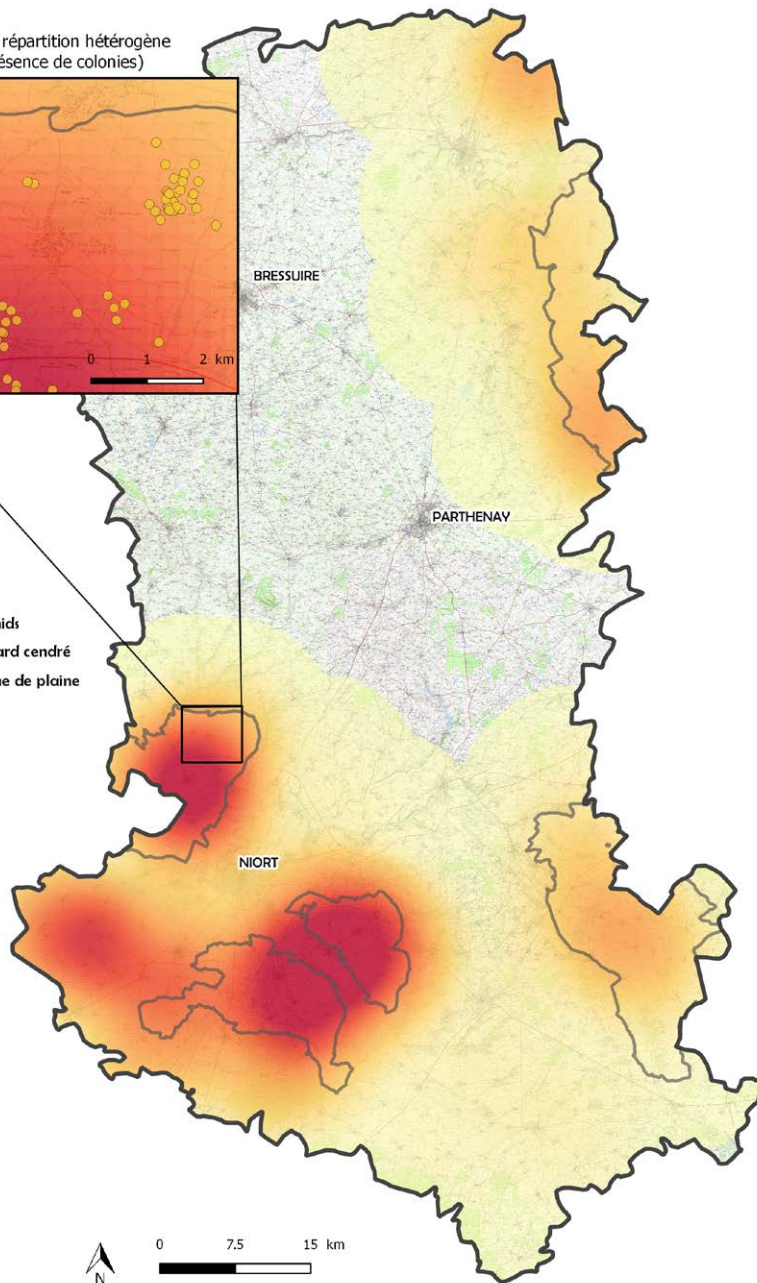 répartition hétérogène
ésence de colonies)
0 1 2 km
BRESSUIRE
PARTHENAY
ids
ard cendré
e de plaine
NIORT
0 7.5 15 km
N